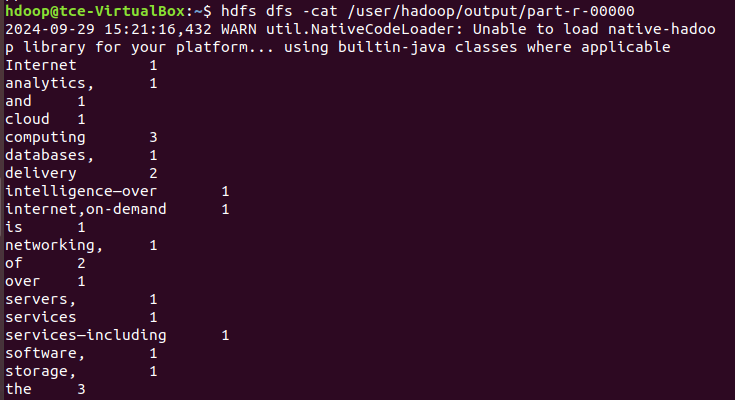 hdoop@tce-VirtualBox:~$ hdfs dfs -cat /user/hadoop/output/part-r-00000
2024-09-29 15:21:16,432 WARN util.NativeCodeLoader: Unable to load native-hadoo
p library for your platform... using builtin-java classes where applicable
Internet	1
analytics,	1
and	1
cloud	1
computing	3
databases,	1
delivery	2
intelligence—over	1
internet,on-demand	1
is	1
networking,	1
of	2
over	1
servers,	1
services	1
services—including	1
software,	1
storage,	1
the	3